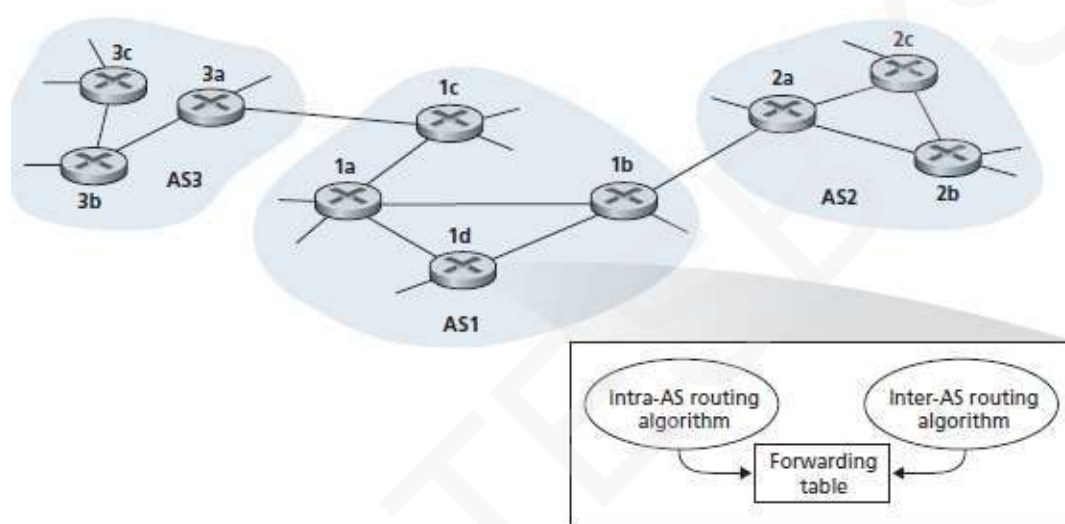 3c
3a
3b
AS3
1c
1a
1b
1d
AS1
2c
2a
2b
AS2
Intra-AS routing
algorithm
Inter-AS routing
algorithm
Forwarding
table